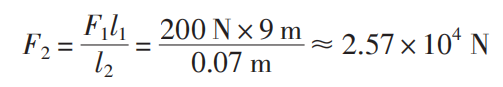 F₂ = F₁l₁/l₂ = 200 N × 9 m/0.07 m ≈ 2.57 × 10⁴ N